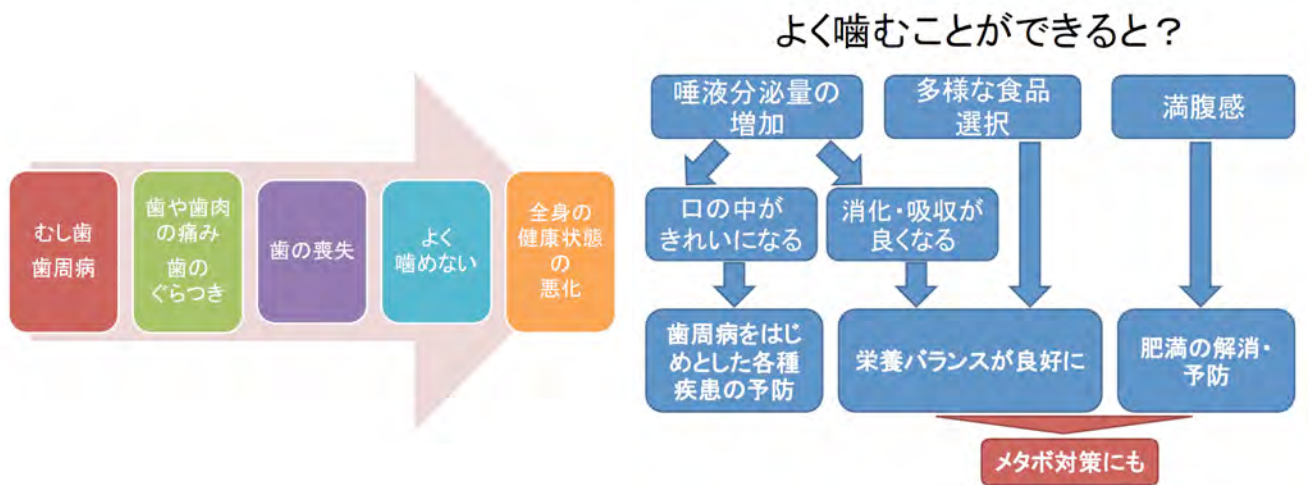 むし歯
歯周病
歯や歯肉
の痛み
歯の
ぐらつき
歯の喪失
よく
噛めない
全身の
健康状態
の
悪化
よく噛むことができると？
唾液分泌量の
増加
多様な食品
選択
満腹感
口の中が
きれいになる
消化・吸収が
良くなる
歯周病をはじ
めとした各種
疾患の予防
栄養バランスが良好に
肥満の解消・
予防
メタボ対策にも